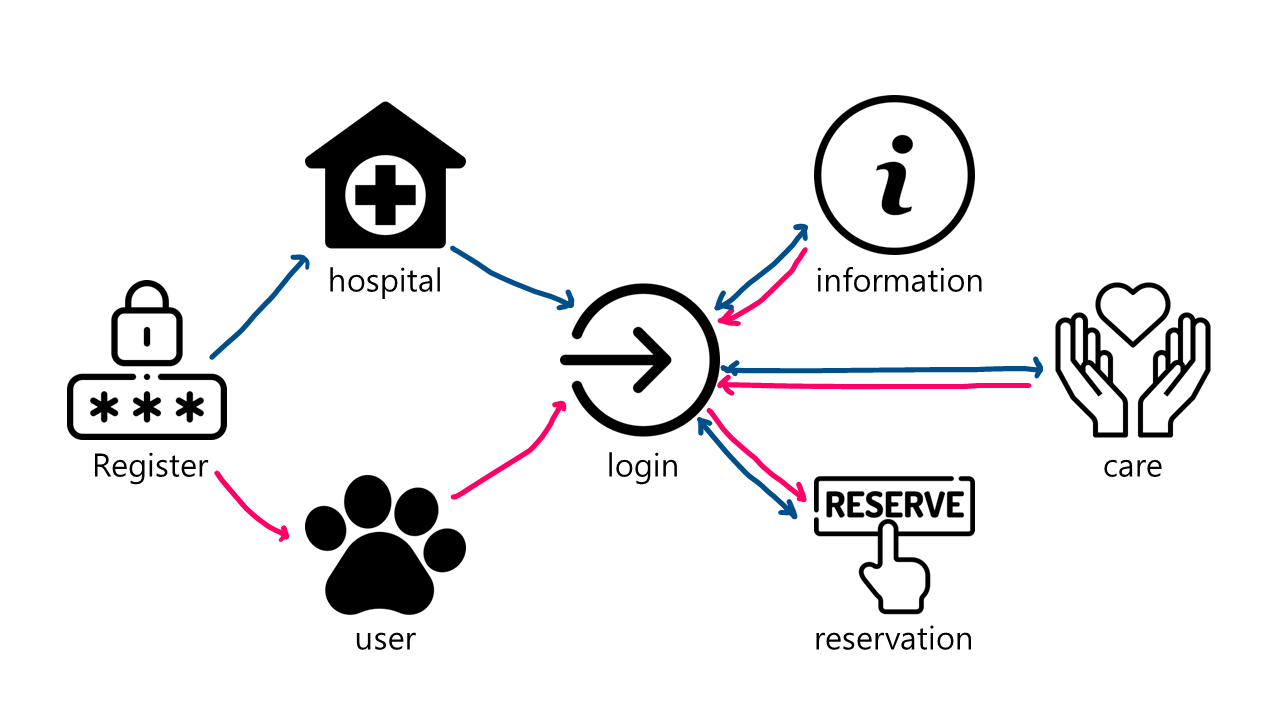 hospital
information
* * *
Register
login
care
RESERVE
user
reservation